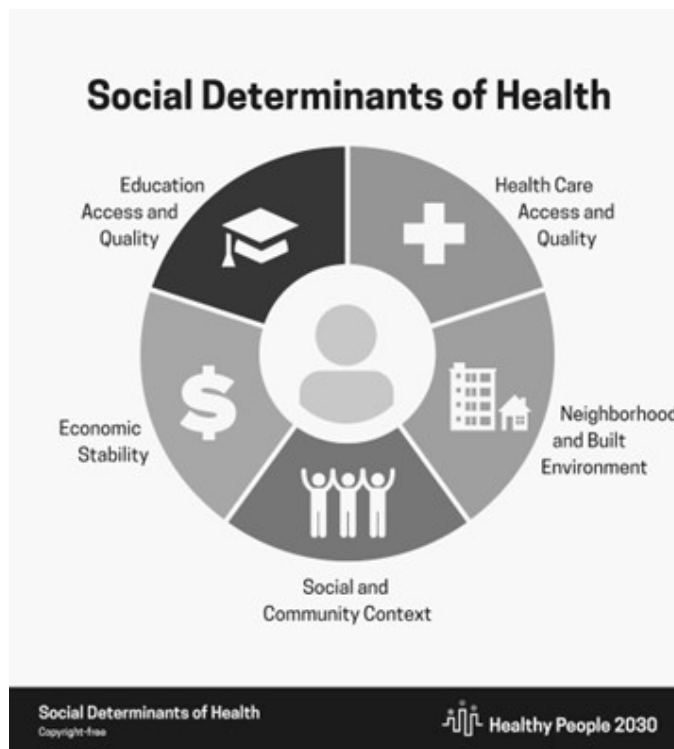 Social Determinants of Health
Education
Access and
Quality
Health Care
Access and
Quality
Economic
Stability
Neighborhood
and Built
Environment
Social and
Community Context
Social Determinants of Health
Copyright-free
Healthy People 2030